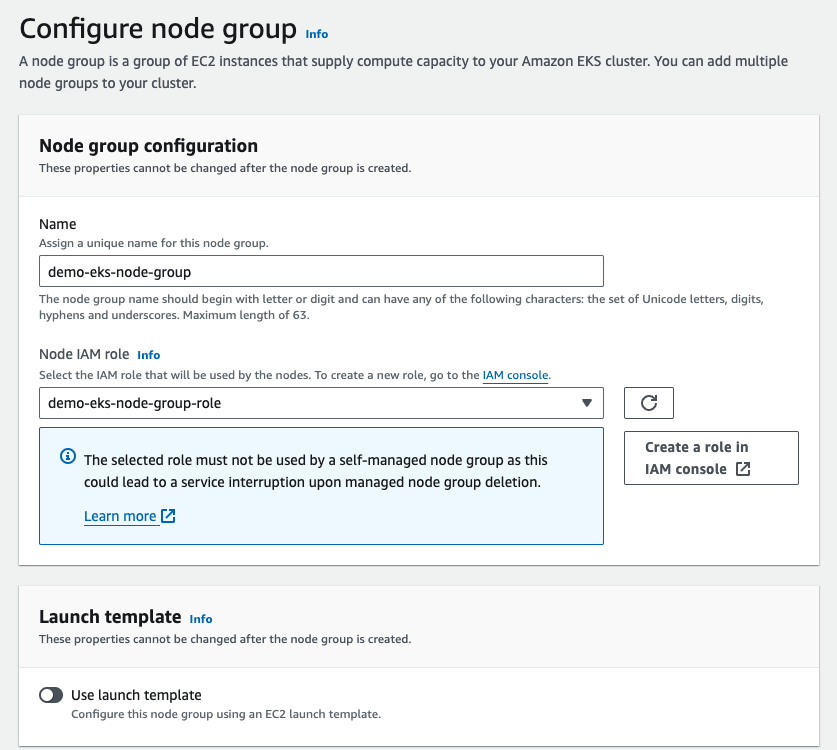 Configure node group Info
A node group is a group of EC2 instances that supply compute capacity to your Amazon EKS cluster. You can add multiple
node groups to your cluster.
Node group configuration
These properties cannot be changed after the node group is created.
Name
Assign a unique name for this node group.
demo-eks-node-group
The node group name should begin with letter or digit and can have any of the following characters: the set of Unicode letters, digits,
hyphens and underscores. Maximum length of 63.
Node IAM role Info
Select the IAM role that will be used by the nodes. To create a new role, go to the IAM console.
demo-eks-node-group-role
The selected role must not be used by a self-managed node group as this
could lead to a service interruption upon managed node group deletion.
Learn more
Create a role in
IAM console
Launch template Info
These properties cannot be changed after the node group is created.
Use launch template
Configure this node group using an EC2 launch template.